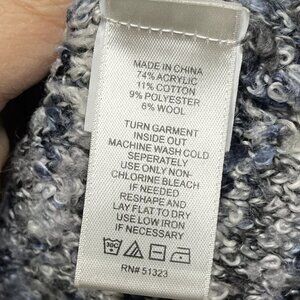 MADE IN CHINA
74% ACRYLIC
11% COTTON
9% POLYESTER
6% WOOL
TURN GARMENT
INSIDE OUT
MACHINE WASH COLD
SEPERATELY
USE ONLY NON-
CHLORINE BLEACH
IF NEEDED
RESHAPE AND
LAY FLAT TO DRY
USE LOW IRON
IF NECESSARY
30C
RN# 51323